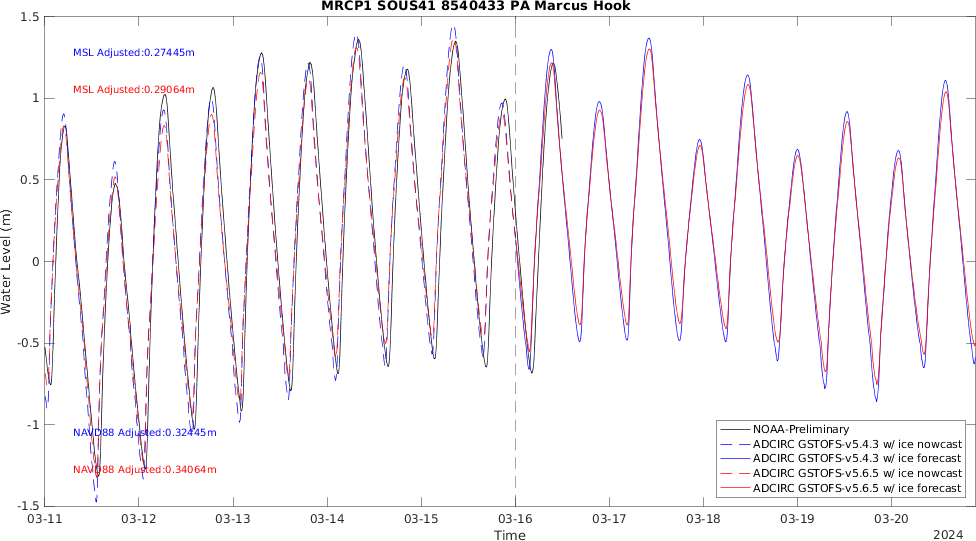 MRCP1 SOUS41 8540433 PA Marcus Hook
1.5
1
0.5
0
-0.5
-1
-1.5
Water Level (m)
MSL Adjusted:0.27445m
MSL Adjusted:0.29064m
NAVD88 Adjusted:0.32445m
NAVD88 Adjusted:0.34064m
NOAA-Preliminary
ADCIRC GSTOFS-v5.4.3 w/ ice nowcast
ADCIRC GSTOFS-v5.4.3 w/ ice forecast
ADCIRC GSTOFS-v5.6.5 w/ ice nowcast
ADCIRC GSTOFS-v5.6.5 w/ ice forecast
03-11 03-12 03-13 03-14 03-15 03-16 03-17 03-18 03-19 03-20
Time
2024